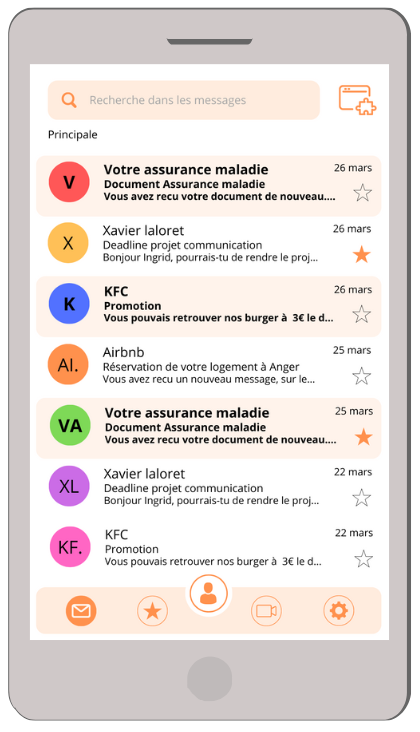 Recherche dans les messages
Principale
V
Votre assurance maladie
26 mars
Document Assurance maladie
Vous avez recu votre document de nouveau....
X
Xavier laloret
26 mars
Deadline projet communication
Bonjour Ingrid, pourrais-tu de rendre le proj...
K
KFC
26 mars
Promotion
Vous pouvais retrouver nos burger à 3€ le d...
AI.
Airbnb
25 mars
Réservation de votre logement à Anger
Vous avez recu un nouveau message, sur le...
VA
Votre assurance maladie
25 mars
Document Assurance maladie
Vous avez recu votre document de nouveau....
XL
Xavier laloret
22 mars
Deadline projet communication
Bonjour Ingrid, pourrais-tu de rendre le proj...
KF.
KFC
22 mars
Promotion
Vous pouvais retrouver nos burger à 3€ le d...